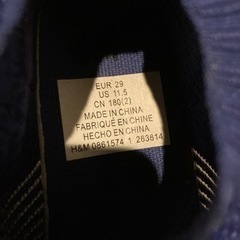 EUR 29
US 11.5
CN 180(2)
MADE IN CHINA
FABRIQUÉ EN CHINE
HECHO EN CHINA
H&M 0861574 1 283614